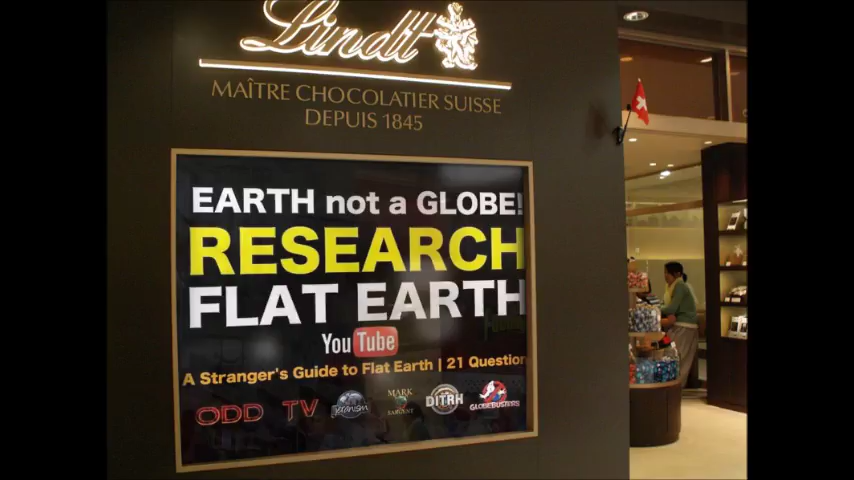 Lindt
MAÎTRE CHOCOLATIER SUISSE
DEPUIS 1845
EARTH not a GLOBE!
RESEARCH
FLAT EARTH
YouTube
A Stranger's Guide to Flat Earth | 21 Question
ODD TV
jeranism
MARK
SARGENT
DITRH
GLOBEBUSTERS